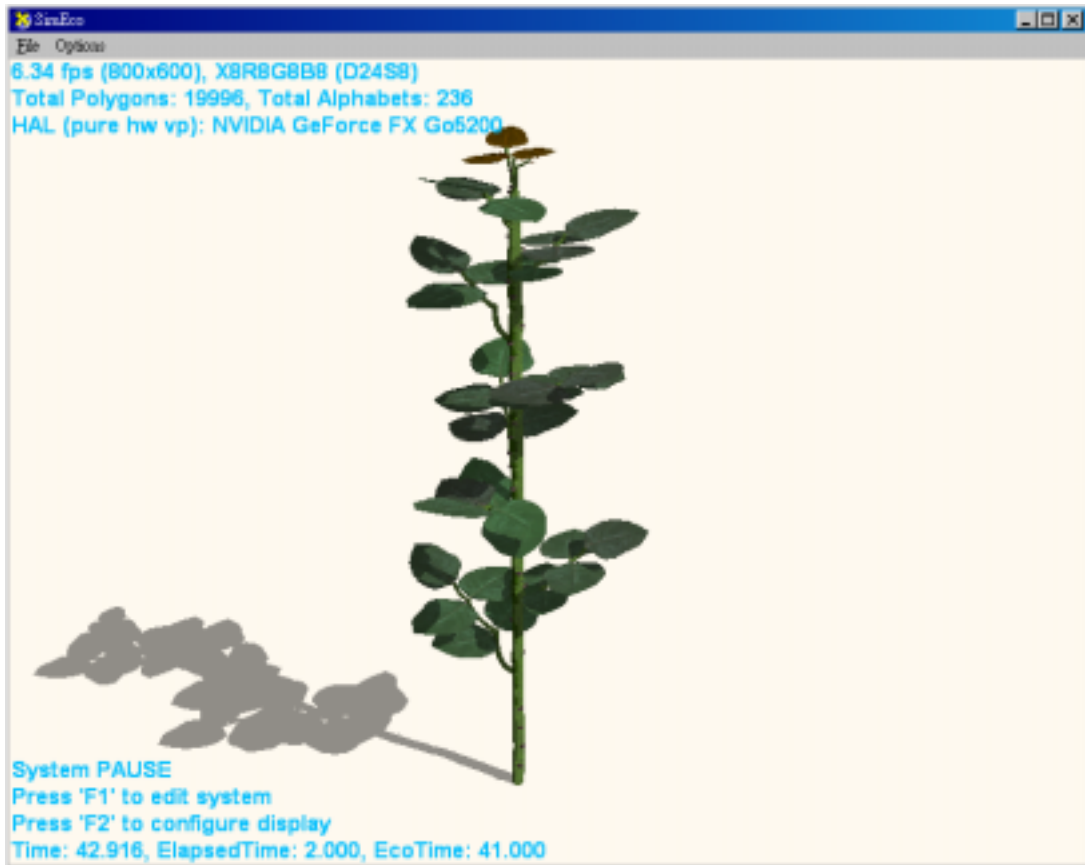 SimEco
File Options
6.34 fps (800x600), X8R8G8B8 (D24S8)
Total Polygons: 19996, Total Alphabets: 236
HAL (pure hw vp): NVIDIA GeForce FX Go5200
System PAUSE
Press 'F1' to edit system
Press 'F2' to configure display
Time: 42.916, ElapsedTime: 2.000, EcoTime: 41.000